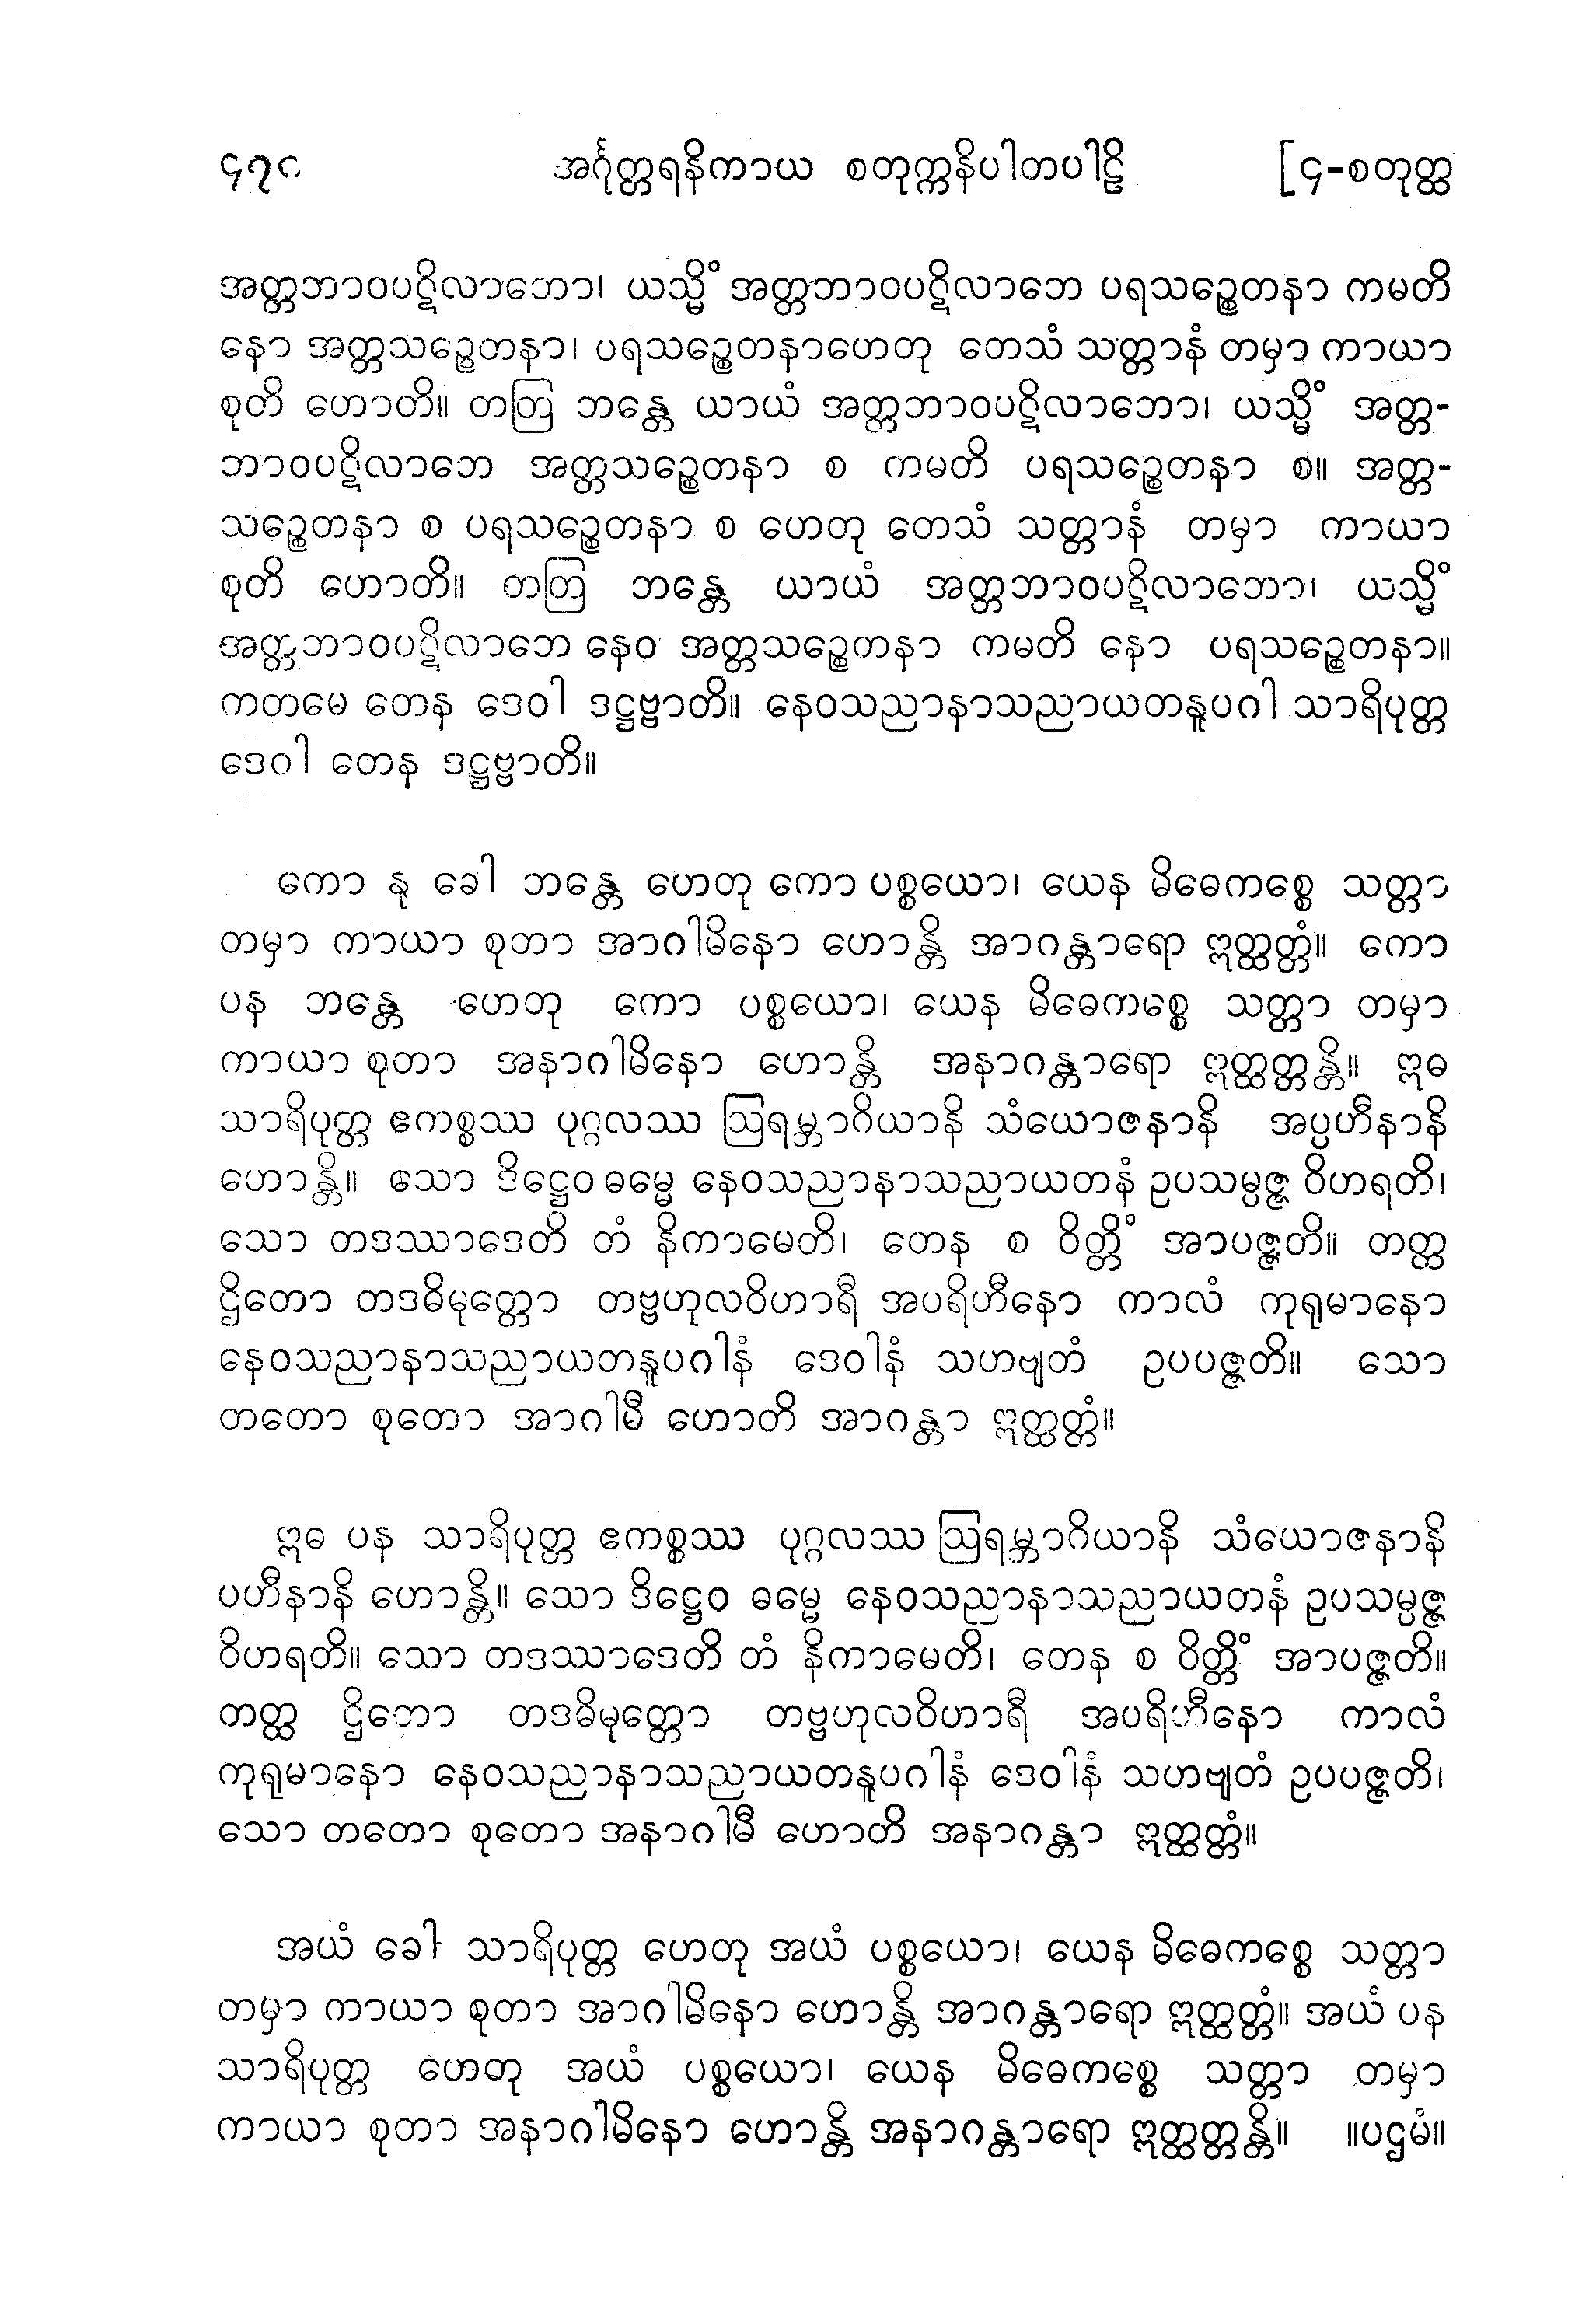 ၄၇၈ အင်္ဂုတ္တရနိကာယ စတုက္ကနိပါတပါဠိ [၄-စတုတ္ထ
အတ္တဘာဝပဋိလာဘော၊ ယသ္မိံ အတ္တဘာဝပဋိလာဘေ ပရသဉ္စေတနာ ကမတိ
နော အတ္တသဉ္စေတနာ၊ ပရသဉ္စေတနာဟေတု တေသံ သတ္တာနံ တမှာ ကာယာ
စုတိ ဟောတိ။ တတြ ဘန္တေ ယာယံ အတ္တဘာဝပဋိလာဘော၊ ယသ္မိံ အတ္တ-
ဘာဝပဋိလာဘေ အတ္တသဉ္စေတနာ စ ကမတိ ပရသဉ္စေတနာ စ။ အတ္တ-
သဉ္စေတနာ စ ပရသဉ္စေတနာ စ ဟေတု တေသံ သတ္တာနံ တမှာ ကာယာ
စုတိ ဟောတိ။ တတြ ဘန္တေ ယာယံ အတ္တဘာဝပဋိလာဘော၊ ယသ္မိံ
အတ္တဘာဝပဋိလာဘေ နေဝ အတ္တသဉ္စေတနာ ကမတိ နော ပရသဉ္စေတနာ။
ကတမေ တေန ဒေဝါ ဒဋ္ဌဗ္ဗာတိ။ နေဝသညာနာသညာယတနူပဂါ သာရိပုတ္တ
ဒေဝါ တေန ဒဋ္ဌဗ္ဗာတိ။
ကော နု ခေါ ဘန္တေ ဟေတု ကော ပစ္စယော၊ ယေန မိဓေကစ္စေ သတ္တာ
တမှာ ကာယာ စုတာ အာဂါမိနော ဟောန္တိ အာဂန္တာရော ဣတ္ထတ္တံ။ ကော
ပန ဘန္တေ ဟေတု ကော ပစ္စယော၊ ယေန မိဓေကစ္စေ သတ္တာ တမှာ
ကာယာ စုတာ အနာဂါမိနော ဟောန္တိ အနာဂန္တာရော ဣတ္ထတ္တန္တိ။ ဣဓ
သာရိပုတ္တ ဧကစ္စဿ ပုဂ္ဂလဿ ဩရမ္ဘာဂိယာနိ သံယောဇနာနိ အပ္ပဟီနာနိ
ဟောန္တိ။ သော ဒိဋ္ဌေဝ ဓမ္မေ နေဝသညာနာသညာယတနံ ဥပသမ္ပဇ္ဇ ဝိဟရတိ၊
သော တဒဿာဒေတိ တံ နိကာမေတိ၊ တေန စ ဝိတ္တိံ အာပဇ္ဇတိ။ တတ္ထ
ဌိတော တဒဓိမုတ္တော တဗ္ဗဟုလဝိဟာရီ အပရိဟီနော ကာလံ ကုရုမာနော
နေဝသညာနာသညာယတနူပဂါနံ ဒေဝါနံ သဟဗျတံ ဥပပဇ္ဇတိ။ သော
တတော စုတော အာဂါမီ ဟောတိ အာဂန္တာ ဣတ္ထတ္တံ။
ဣဓ ပန သာရိပုတ္တ ဧကစ္စဿ ပုဂ္ဂလဿ ဩရမ္ဘာဂိယာနိ သံယောဇနာနိ
ပဟီနာနိ ဟောန္တိ။ သော ဒိဋ္ဌေဝ ဓမ္မေ နေဝသညာနာသညာယတနံ ဥပသမ္ပဇ္ဇ
ဝိဟရတိ။ သော တဒဿာဒေတိ တံ နိကာမေတိ၊ တေန စ ဝိတ္တိံ အာပဇ္ဇတိ။
တတ္ထ ဌိတော တဒဓိမုတ္တော တဗ္ဗဟုလဝိဟာရီ အပရိဟီနော ကာလံ
ကုရုမာနော နေဝသညာနာသညာယတနူပဂါနံ ဒေဝါနံ သဟဗျတံ ဥပပဇ္ဇတိ၊
သော တတော စုတော အနာဂါမီ ဟောတိ အနာဂန္တာ ဣတ္ထတ္တံ။
အယံ ခေါ သာရိပုတ္တ ဟေတု အယံ ပစ္စယော၊ ယေန မိဓေကစ္စေ သတ္တာ
တမှာ ကာယာ စုတာ အာဂါမိနော ဟောန္တိ အာဂန္တာရော ဣတ္ထတ္တံ။ အယံ ပန
သာရိပုတ္တ ဟေတု အယံ ပစ္စယော၊ ယေန မိဓေကစ္စေ သတ္တာ တမှာ
ကာယာ စုတာ အနာဂါမိနော ဟောန္တိ အနာဂန္တာရော ဣတ္ထတ္တန္တိ။ ။ပဌမံ။